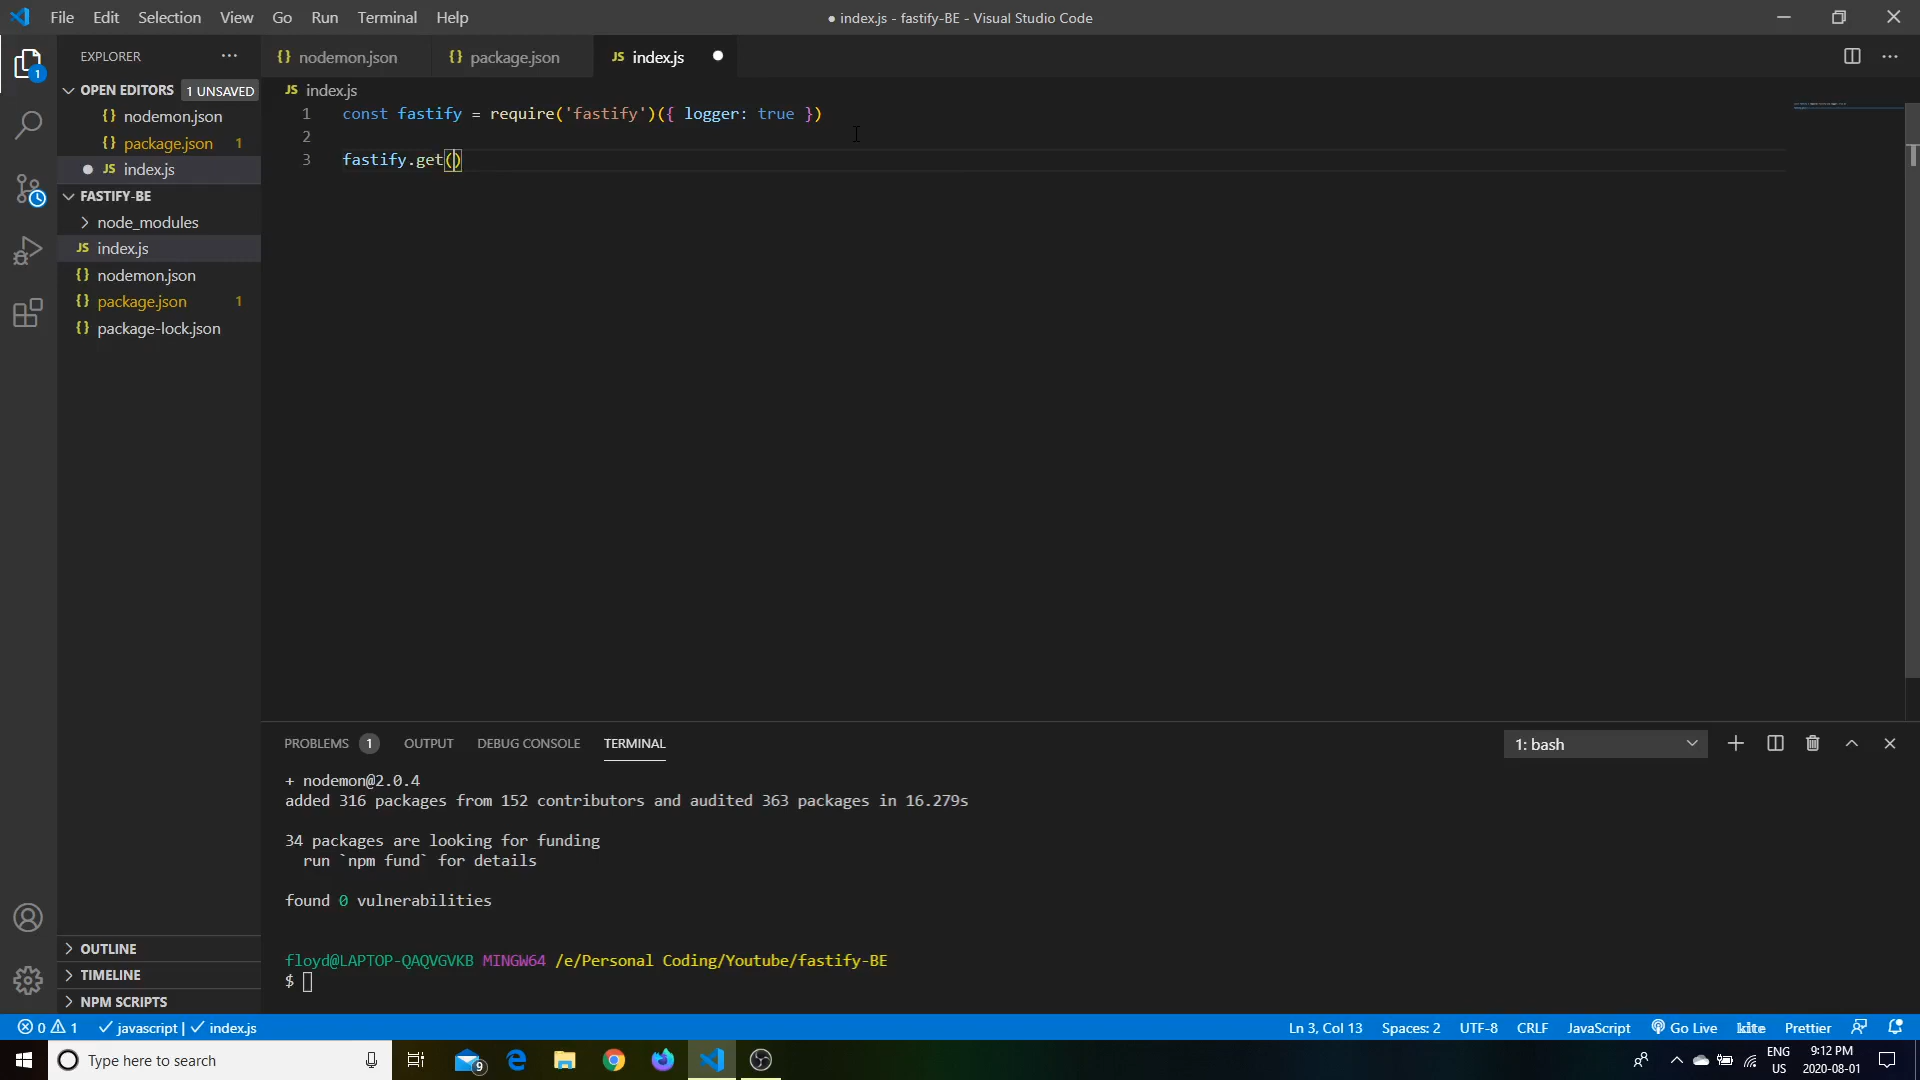 File Edit Selection View Go Run Terminal Help
● index.js - fastify-BE - Visual Studio Code
EXPLORER
nodemon.json
package.json
JS index.js
OPEN EDITORS 1 UNSAVED
{} nodemon.json
{} package.json 1
JS index.js
FASTIFY-BE
node_modules
JS index.js
{} nodemon.json
{} package.json 1
{} package-lock.json
OUTLINE
TIMELINE
NPM SCRIPTS
JS index.js
1 const fastify = require('fastify')({ logger: true })
2
3 fastify.get()
PROBLEMS 1 OUTPUT DEBUG CONSOLE TERMINAL
1: bash
+ nodemon@2.0.4
added 316 packages from 152 contributors and audited 363 packages in 16.279s
34 packages are looking for funding
run `npm fund` for details
found 0 vulnerabilities
floyd@LAPTOP-QAQVGVKB MINGW64 /e/Personal Coding/Youtube/fastify-BE
$
0 1 javascript | index.js
Ln 3, Col 13 Spaces: 2 UTF-8 CRLF JavaScript Go Live kite Prettier
Type here to search
9
ENG
US
9:12 PM
2020-08-01